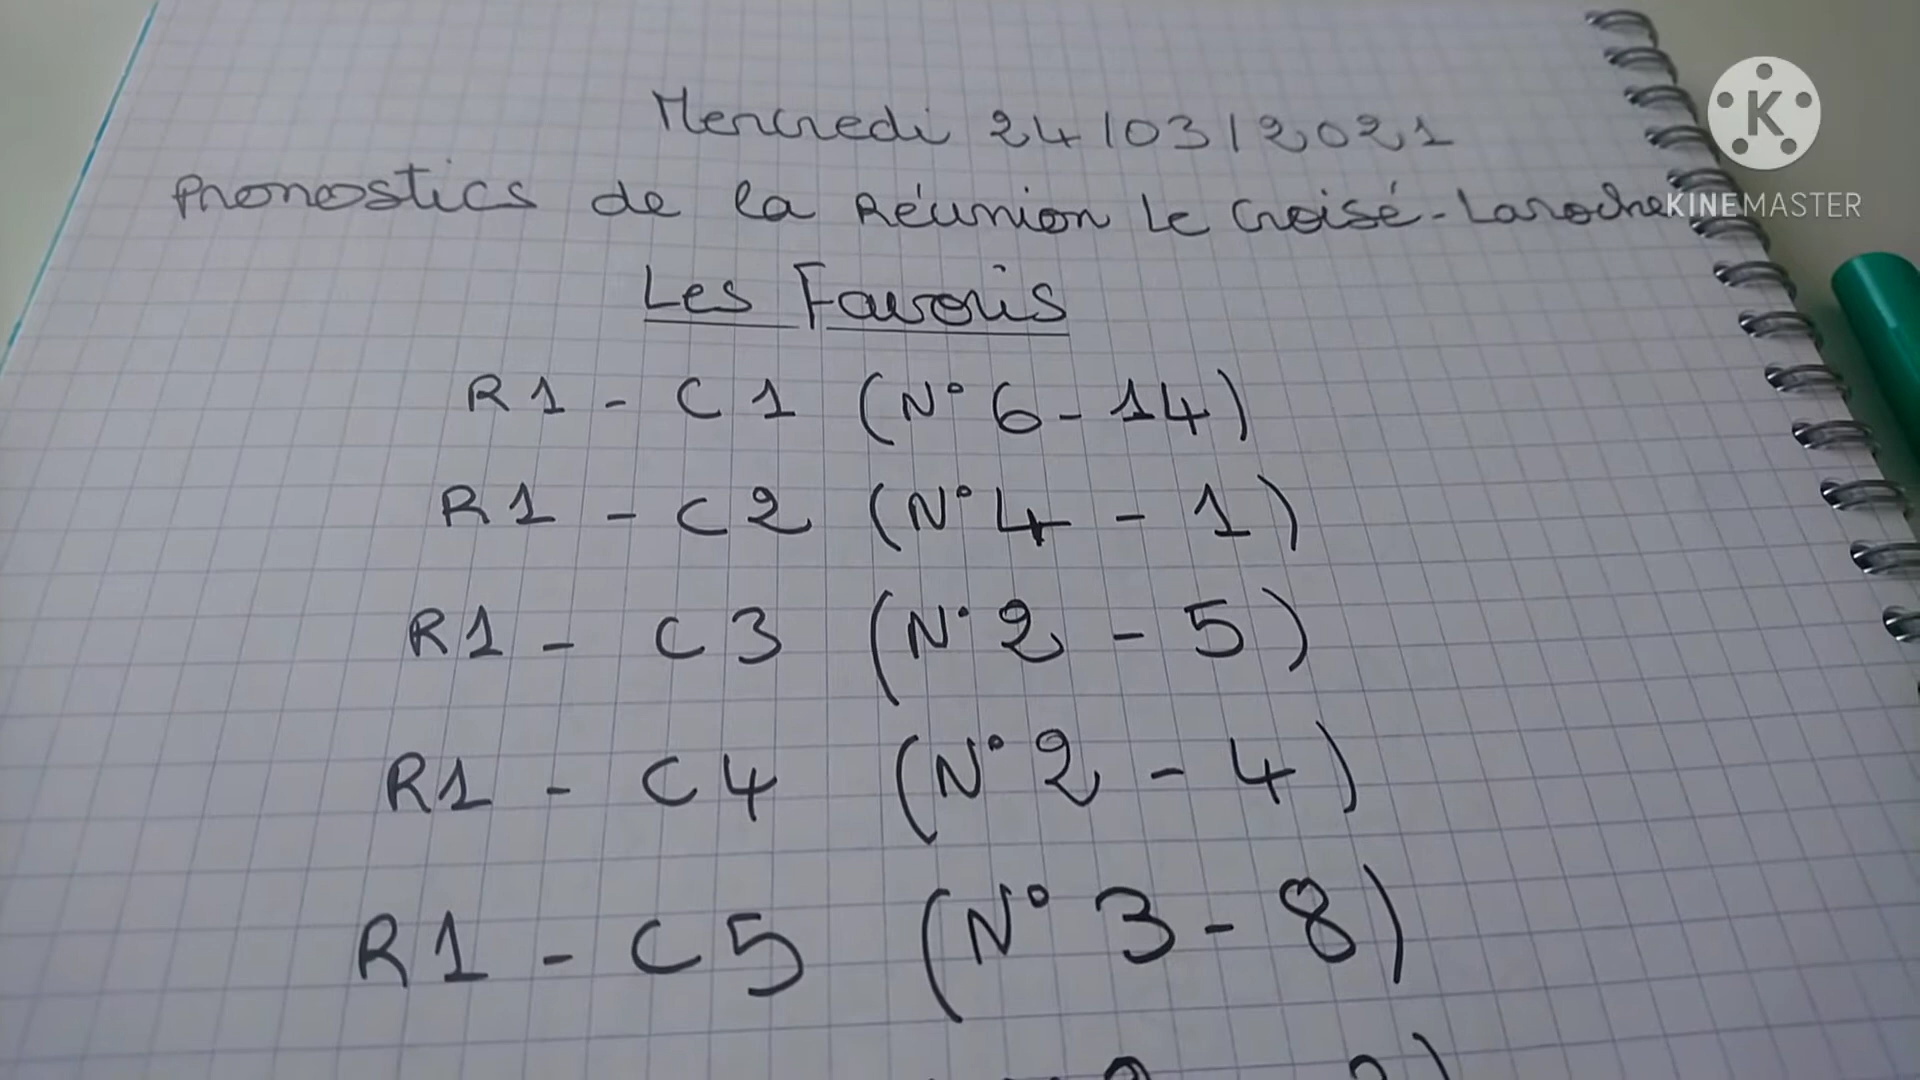 Mercredi 24/03/2021
Pronostics de la Réunion Le Croisé-Laroche
Les Favoris
R1 - C1 (N° 6 - 14)
R1 - C2 (N° 4 - 1)
R1 - C3 (N° 2 - 5)
R1 - C4 (N° 2 - 4)
R1 - C5 (N° 3 - 8)
K
KINEMASTER